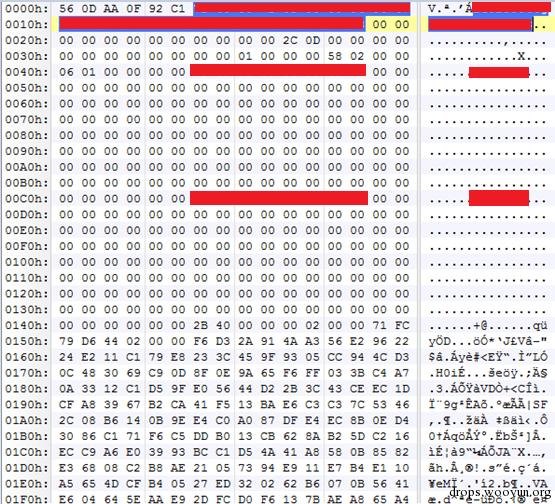 0000h: 56 0D AA 0F 92 C1 V.ª.’Á
0010h: 00 00 ..
0020h: 00 00 00 00 00 00 00 00 00 00 2C 0D 00 00 00 00 ..........,.....
0030h: 00 00 00 00 00 00 00 00 01 00 00 00 58 02 00 00 ............X...
0040h: 06 01 00 00 00 00 00 00 ...... ..
0050h: 00 00 00 00 00 00 00 00 00 00 00 00 00 00 00 00 ................
0060h: 00 00 00 00 00 00 00 00 00 00 00 00 00 00 00 00 ................
0070h: 00 00 00 00 00 00 00 00 00 00 00 00 00 00 00 00 ................
0080h: 00 00 00 00 00 00 00 00 00 00 00 00 00 00 00 00 ................
0090h: 00 00 00 00 00 00 00 00 00 00 00 00 00 00 00 00 ................
00A0h: 00 00 00 00 00 00 00 00 00 00 00 00 00 00 00 00 ................
00B0h: 00 00 00 00 00 00 00 00 00 00 00 00 00 00 00 00 ................
00C0h: 00 00 00 00 00 00 00 00 ...... ..
00D0h: 00 00 00 00 00 00 00 00 00 00 00 00 00 00 00 00 ................
00E0h: 00 00 00 00 00 00 00 00 00 00 00 00 00 00 00 00 ................
00F0h: 00 00 00 00 00 00 00 00 00 00 00 00 00 00 00 00 ................
0100h: 00 00 00 00 00 00 00 00 00 00 00 00 00 00 00 00 ................
0110h: 00 00 00 00 00 00 00 00 00 00 00 00 00 00 00 00 ................
0120h: 00 00 00 00 00 00 00 00 00 00 00 00 00 00 00 00 ................
0130h: 00 00 00 00 00 00 00 00 00 00 00 00 00 00 00 00 ................
0140h: 00 00 00 00 00 00 2B 40 00 00 00 02 00 00 71 FC ......+@......qü
0150h: 79 D6 44 02 00 00 F6 D3 2A 91 4A A3 56 E2 96 22 yÖD...öÓ*‘J£Vâ–"
0160h: 24 E2 11 C1 79 E8 23 3C 45 9F 93 05 CC 94 4C D3 $â.Áyè#<EŸ“.Ì”LÓ
0170h: 0C 48 30 69 C9 0D 8F 0E 9A 65 F6 FF 03 3B C4 A7 .H0iÉ...šeöÿ.;Ä§
0180h: 0A 33 12 C1 D5 9F E0 56 44 D2 2B 3C 43 CE EC 1D .3.ÁÕŸàVDÒ+<CÎì.
0190h: CF A8 39 67 B2 CA 41 F5 13 BA E6 C3 C3 7C 53 46 Ï¨9g²ÊAõ.ºæÃÃ|SF
01A0h: 2C 08 B6 14 0B 9E E4 C0 A0 87 DF E4 EC 8B 0E D4 ,.¶..žäÀ ‡ßäì‹.Ô
01B0h: 30 86 C1 71 F6 C5 DD B0 13 CB 62 8A B2 5D C2 16 0†ÁqöÅÝ°.ËbŠ²]Â.
01C0h: EC C9 A6 E0 39 93 BC C1 D5 4A 41 A8 58 0B 85 04 ìÉ¦à9“¼ÁÕJA¨X.….
01D0h: E3 68 08 C2 B8 AE 21 05 73 94 E9 11 E7 B4 E1 10 ãh.Â¸®!.s”é.ç´á.
01E0h: A5 65 4D CF B4 05 27 ED 32 02 62 B6 07 0B 56 41 ¥eMÏ´.'í2.b¶..VA
01F0h: E6 04 64 5E AA E9 2D FC D0 F6 13 7B AE A8 65 A4
drops.wooyun.org